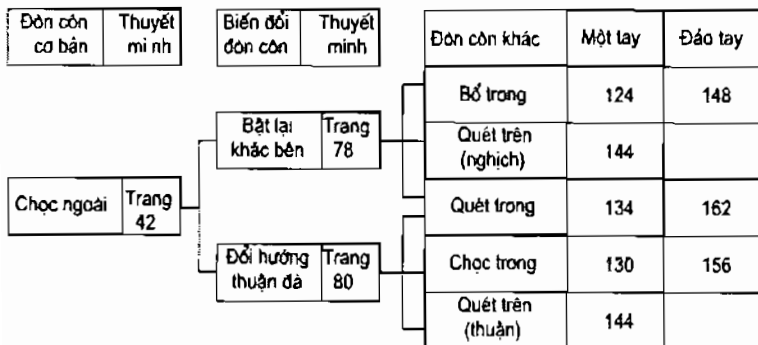 Đòn côn cơ bản
Thuyết minh
Biến đổi đòn côn
Thuyết minh
Đòn côn khác
Một tay
Đảo tay
Chọc ngoài
Trang 42
Bật lại khác bên
Trang 78
Bổ trong
124
148
Quét trên (nghịch)
144
Quét trong
134
162
Đổi hướng thuận đà
Trang 80
Chọc trong
130
156
Quét trên (thuận)
144